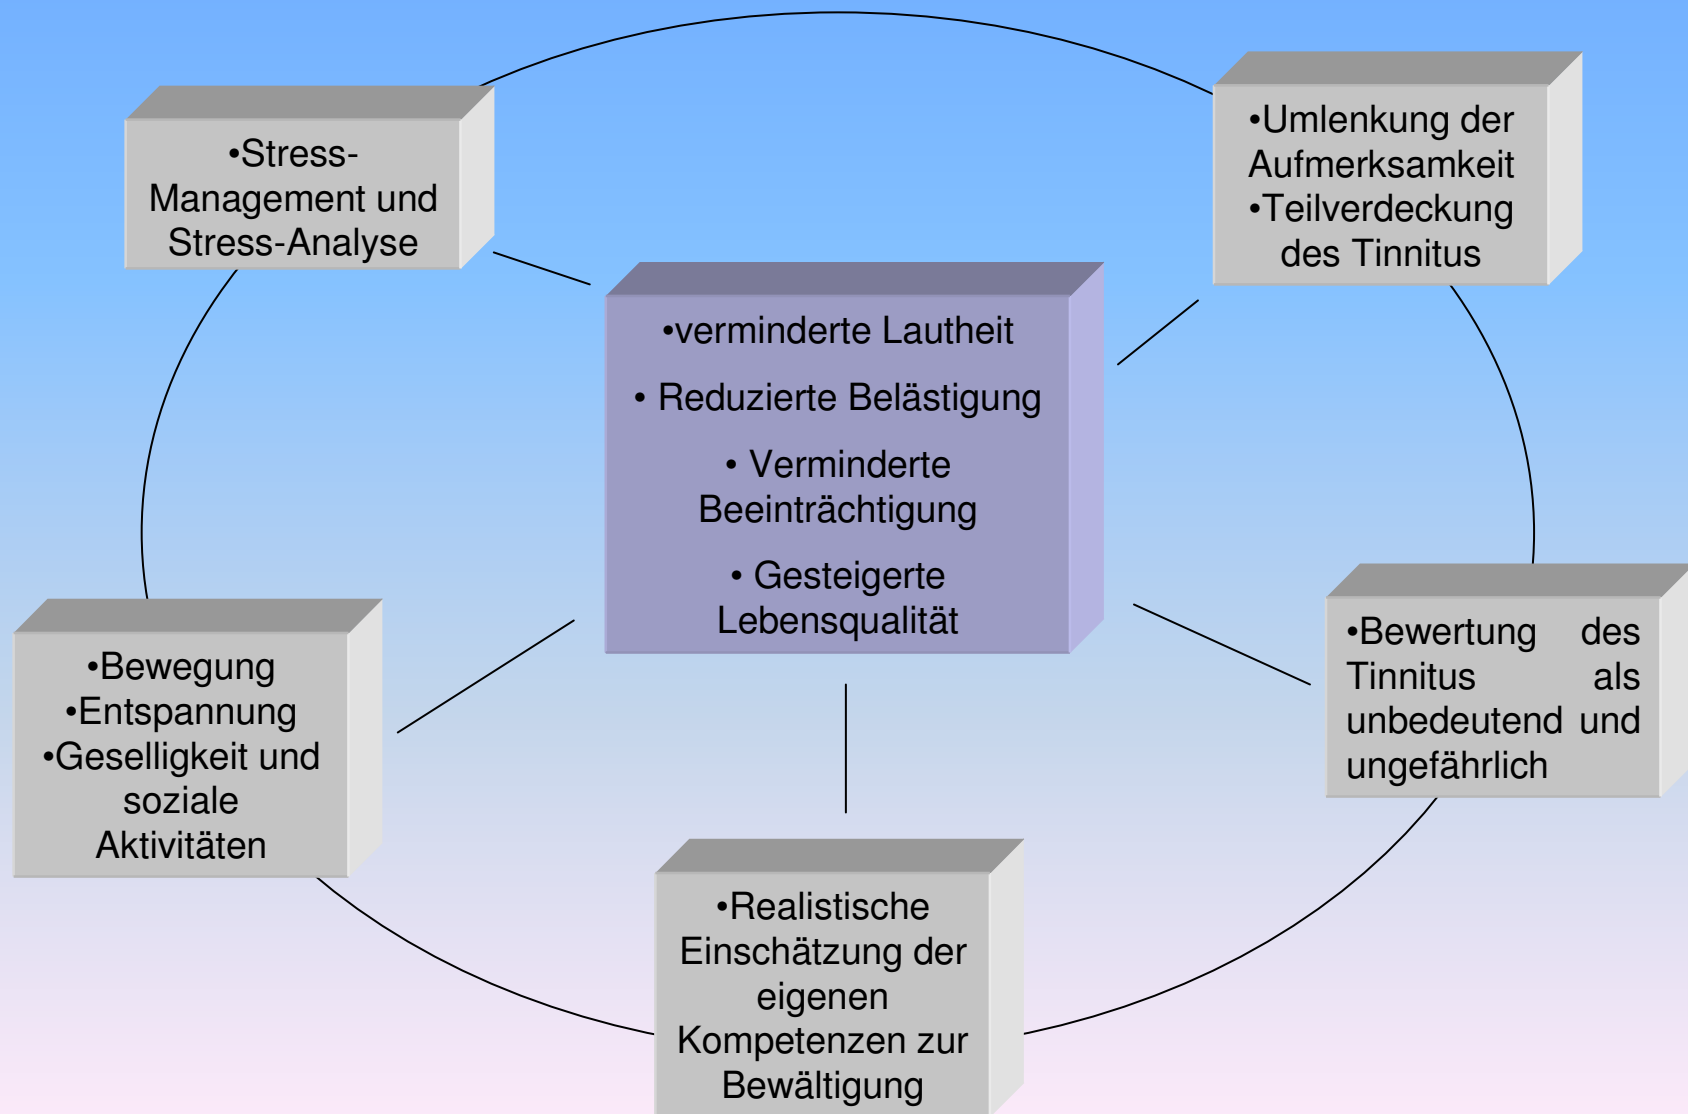 •Stress-
Management und
Stress-Analyse
•Umlenkung der
Aufmerksamkeit
•Teilverdeckung
des Tinnitus
•verminderte Lautheit
• Reduzierte Belästigung
• Verminderte
Beeinträchtigung
• Gesteigerte
Lebensqualität
•Bewegung
•Entspannung
•Geselligkeit und
soziale
Aktivitäten
•Bewertung des
Tinnitus als
unbedeutend und
ungefährlich
•Realistische
Einschätzung der
eigenen
Kompetenzen zur
Bewältigung